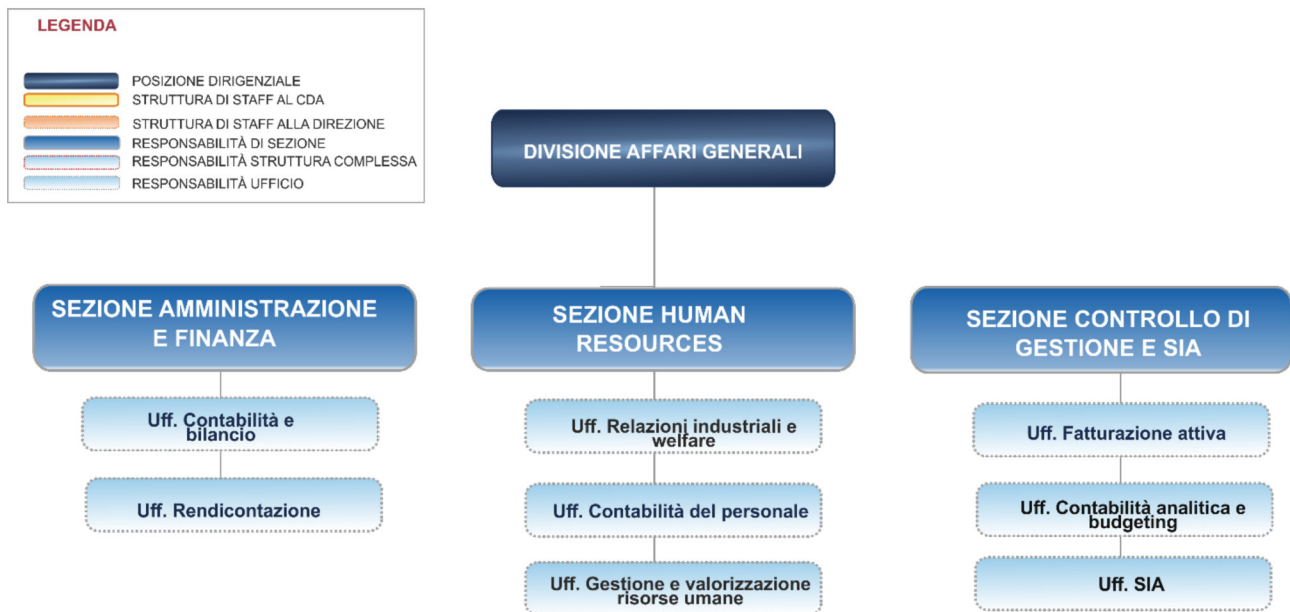 LEGENDA
POSIZIONE DIRIGENZIALE
STRUTTURA DI STAFF AL CDA
STRUTTURA DI STAFF ALLA DIREZIONE
RESPONSABILITÀ DI SEZIONE
RESPONSABILITÀ STRUTTURA COMPLESSA
RESPONSABILITÀ UFFICIO
DIVISIONE AFFARI GENERALI
SEZIONE AMMINISTRAZIONE
E FINANZA
Uff. Contabilità e
bilancio
Uff. Rendicontazione
SEZIONE HUMAN
RESOURCES
Uff. Relazioni industriali e
welfare
Uff. Contabilità del personale
Uff. Gestione e valorizzazione
risorse umane
SEZIONE CONTROLLO DI
GESTIONE E SIA
Uff. Fatturazione attiva
Uff. Contabilità analitica e
budgeting
Uff. SIA